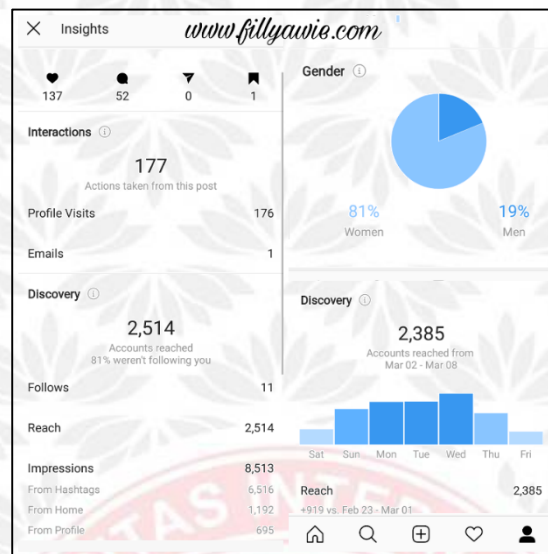 Insights
www.fillyawie.com
137 52 0 1
Interactions
177
Actions taken from this post
Profile Visits 176
Emails 1
Discovery
2,514
Accounts reached
81% weren't following you
Follows 11
Reach 2,514
Impressions 8,513
From Hashtags 6,516
From Home 1,192
From Profile 695
Gender
81% 19%
Women Men
Discovery
2,385
Accounts reached from
Mar 02 - Mar 08
Sat Sun Mon Tue Wed Thu Fri
Reach 2,385
+919 vs. Feb 23 - Mar 01